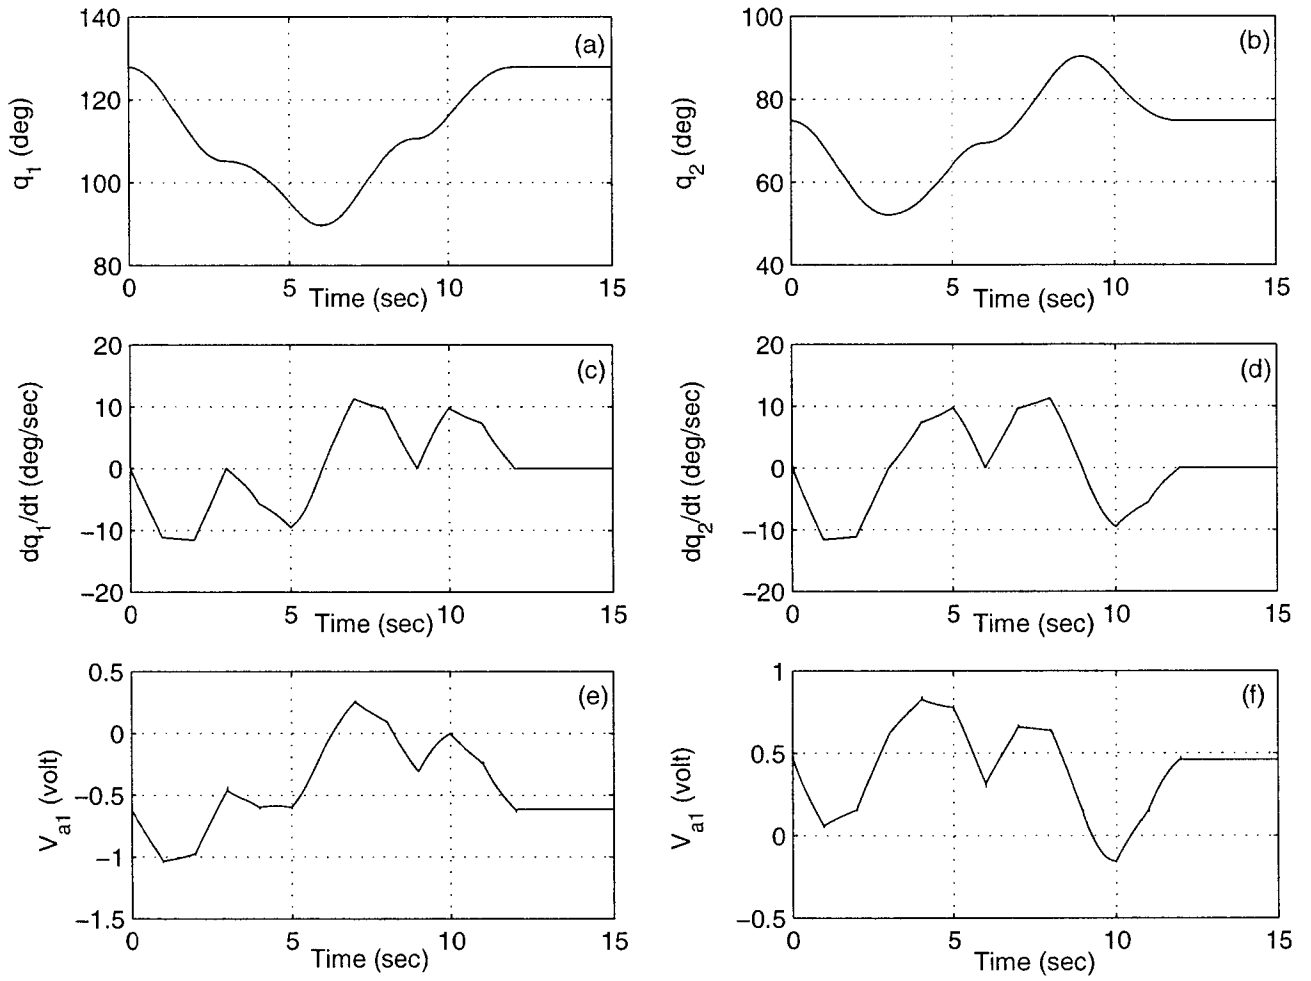 140
120
100
80
q1 (deg)
(a)
0 5 10 15
Time (sec)
100
80
60
40
q2 (deg)
(b)
0 5 10 15
Time (sec)
20
10
0
−10
−20
dq1/dt (deg/sec)
(c)
0 5 10 15
Time (sec)
20
10
0
−10
−20
dq2/dt (deg/sec)
(d)
0 5 10 15
Time (sec)
0.5
0
−0.5
−1
−1.5
Va1 (volt)
(e)
0 5 10 15
Time (sec)
1
0.5
0
−0.5
Va1 (volt)
(f)
0 5 10 15
Time (sec)